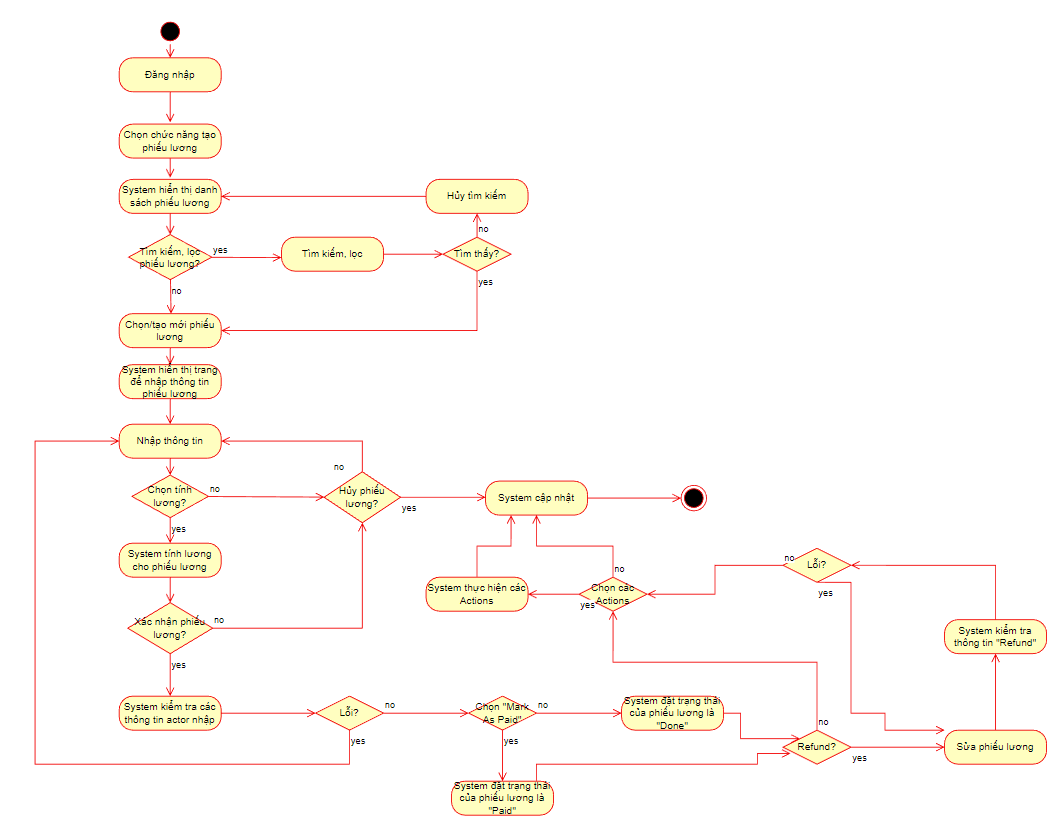 Đăng nhập
Chọn chức năng tạo
phiếu lương
System hiển thị danh
sách phiếu lương
Hủy tìm kiếm
no
Tìm kiếm, lọc
phiếu lương?
yes
Tìm kiếm, lọc
Tìm thấy?
no
yes
Chọn/tạo mới phiếu
lương
System hiển thị trang
để nhập thông tin
phiếu lương
Nhập thông tin
no
Chọn tính
lương?
no
Hủy phiếu
lương?
yes
System cập nhật
yes
System tính lương
cho phiếu lương
System thực hiện các
Actions
no
Chọn các
Actions
yes
no
Lỗi?
yes
Xác nhận phiếu
lương?
no
System kiểm tra
thông tin "Refund"
yes
System kiểm tra các
thông tin actor nhập
Lỗi?
no
yes
Chọn "Mark
As Paid"
no
yes
System đặt trạng thái
của phiếu lương là
"Done"
no
Refund?
yes
Sửa phiếu lương
System đặt trạng thái
của phiếu lương là
"Paid"